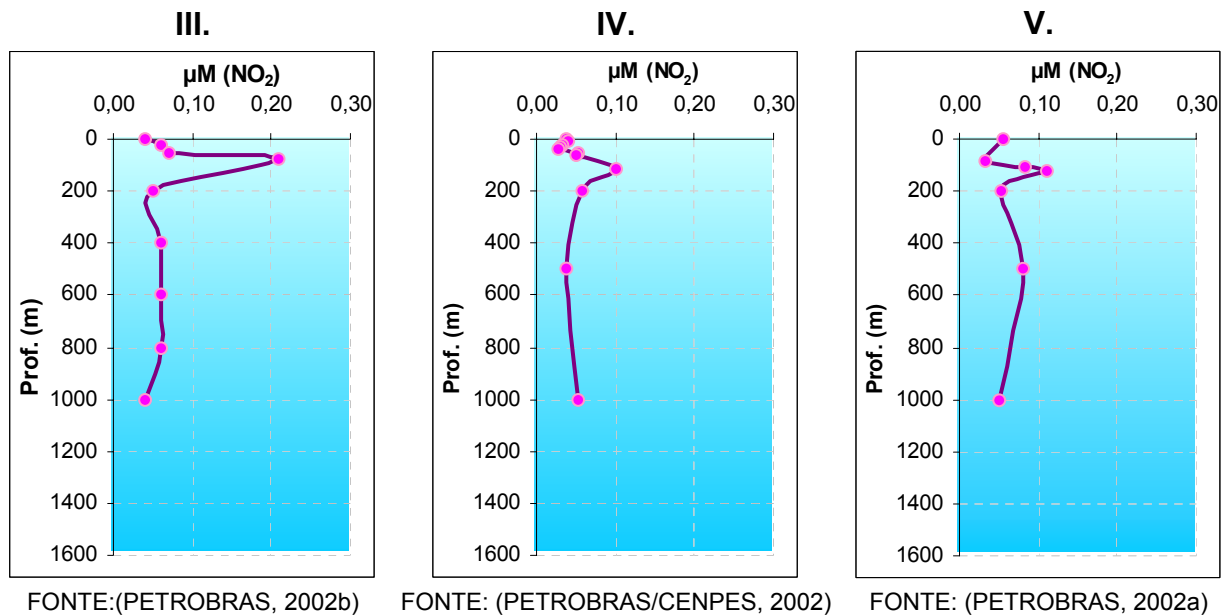 III.
µM (NO₂)
0,00 0,10 0,20 0,30
0
200
400
600
800
1000
1200
1400
1600
Prof. (m)
FONTE:(PETROBRAS, 2002b)
IV.
µM (NO₂)
0,00 0,10 0,20 0,30
0
200
400
600
800
1000
1200
1400
1600
Prof. (m)
FONTE: (PETROBRAS/CENPES, 2002)
V.
µM (NO₂)
0,00 0,10 0,20 0,30
0
200
400
600
800
1000
1200
1400
1600
Prof. (m)
FONTE: (PETROBRAS, 2002a)